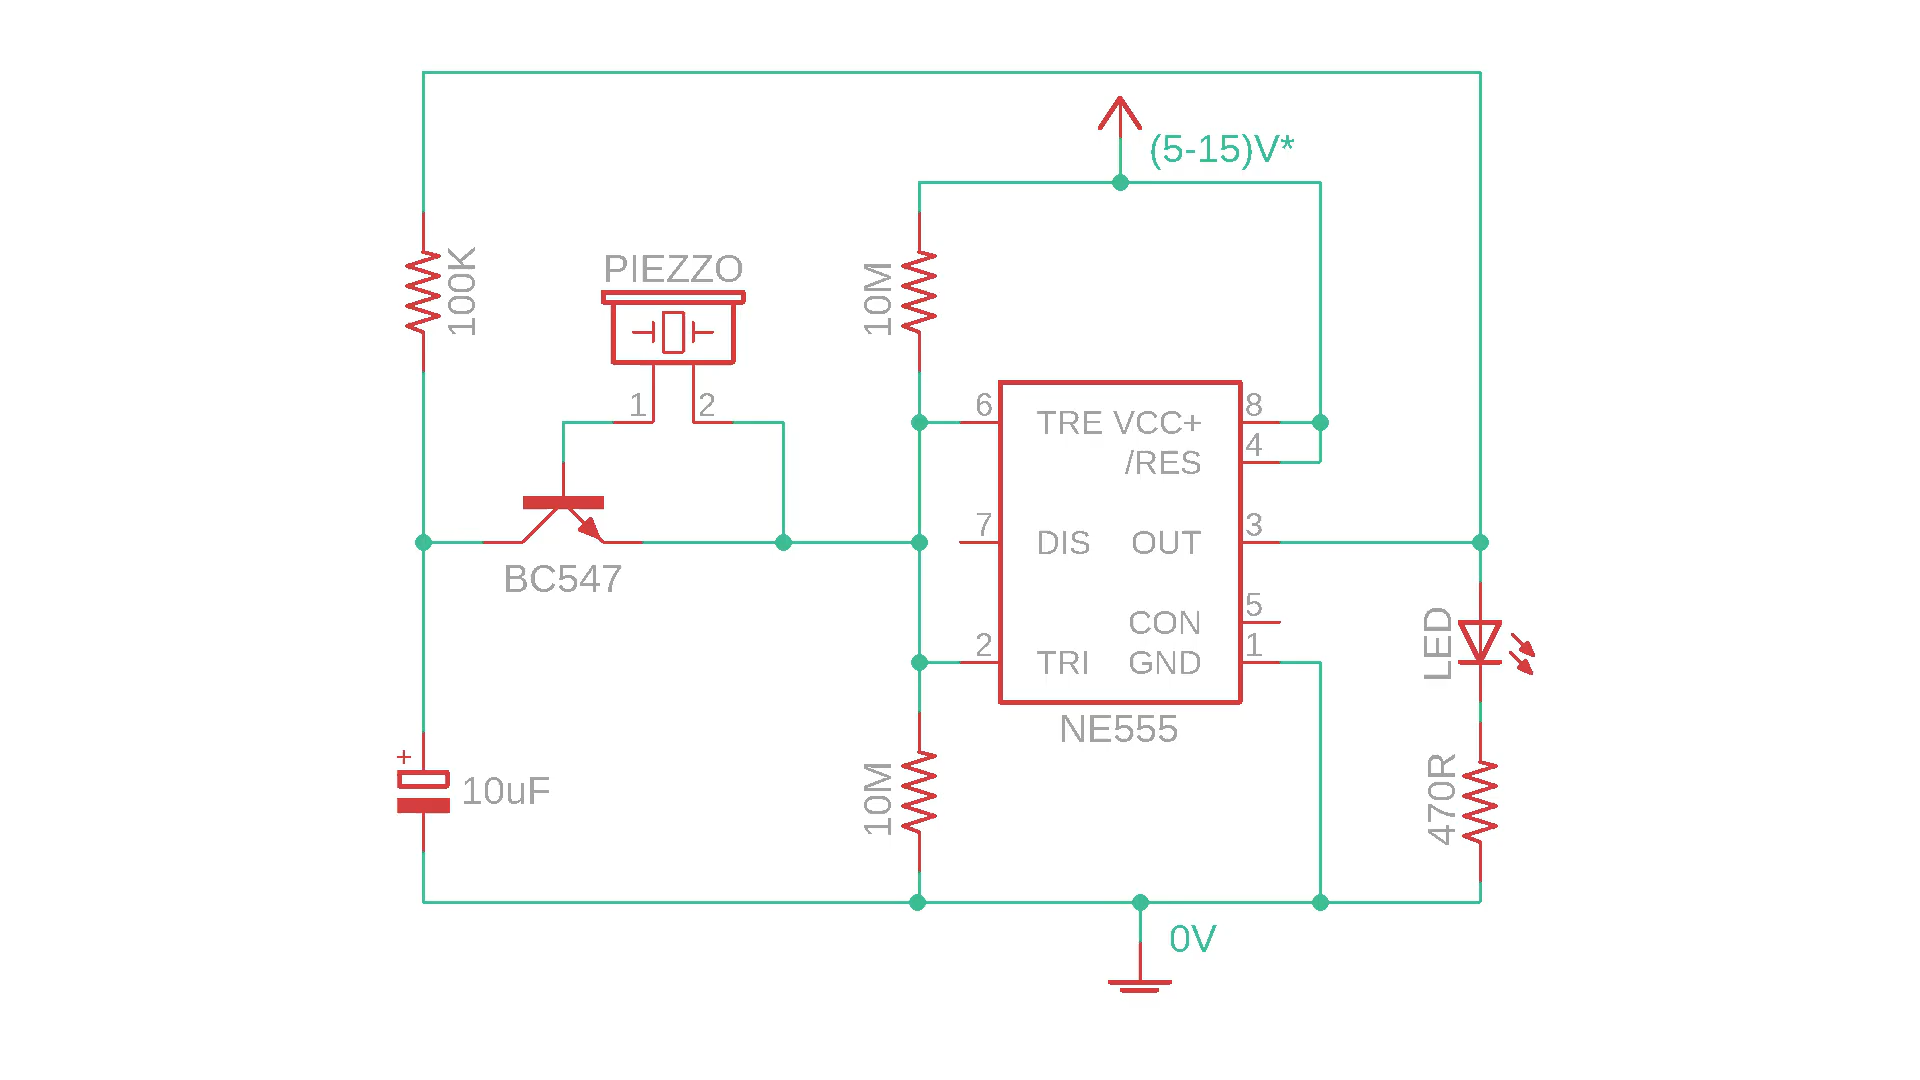 (5-15)V*
100K
PIEZZO
10M
1
2
6
TRE
VCC+
8
/RES
4
7
DIS
OUT
3
BC547
CON
5
2
TRI
GND
1
LED
NE555
+
10uF
10M
470R
0V